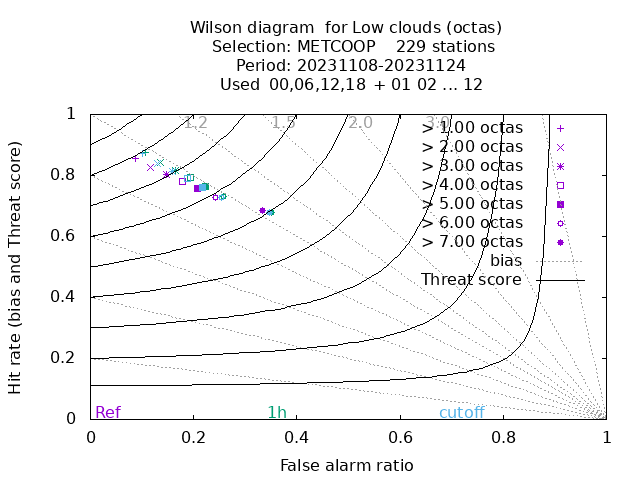 Wilson diagram for Low clouds (octas)
Selection: METCOOP 229 stations
Period: 20231108-20231124
Used 00,06,12,18 + 01 02 ... 12
Hit rate (bias and Threat score)
1
0.8
0.6
0.4
0.2
0
1.2 1.5 2.0 3.0
> 1.00 octas
> 2.00 octas
> 3.00 octas
> 4.00 octas
> 5.00 octas
> 6.00 octas
> 7.00 octas
bias
Threat score
Ref 1h cutoff
0 0.2 0.4 0.6 0.8 1
False alarm ratio